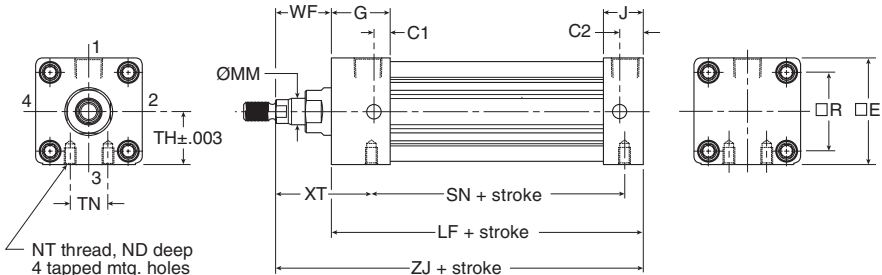 WF
G
J
C1
C2
ØMM
1
2
3
4
TH±.003
TN
□R
□E
XT
SN + stroke
LF + stroke
ZJ + stroke
NT thread, ND deep
4 tapped mtg. holes